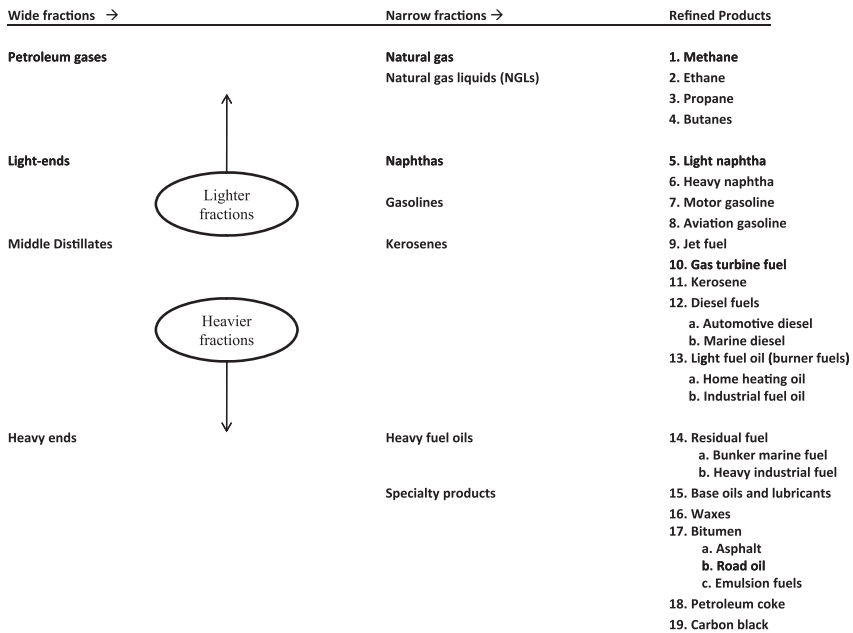 Wide fractions → Narrow fractions → Refined Products
Petroleum gases Natural gas 1. Methane
Natural gas liquids (NGLs) 2. Ethane
3. Propane
4. Butanes
Light-ends Naphthas 5. Light naphtha
Lighter
fractions
6. Heavy naphtha
Gasolines 7. Motor gasoline
8. Aviation gasoline
Middle Distillates Kerosenes 9. Jet fuel
10. Gas turbine fuel
11. Kerosene
12. Diesel fuels
Heavier
fractions
a. Automotive diesel
b. Marine diesel
13. Light fuel oil (burner fuels)
a. Home heating oil
b. Industrial fuel oil
Heavy ends Heavy fuel oils 14. Residual fuel
a. Bunker marine fuel
b. Heavy industrial fuel
Specialty products 15. Base oils and lubricants
16. Waxes
17. Bitumen
a. Asphalt
b. Road oil
c. Emulsion fuels
18. Petroleum coke
19. Carbon black